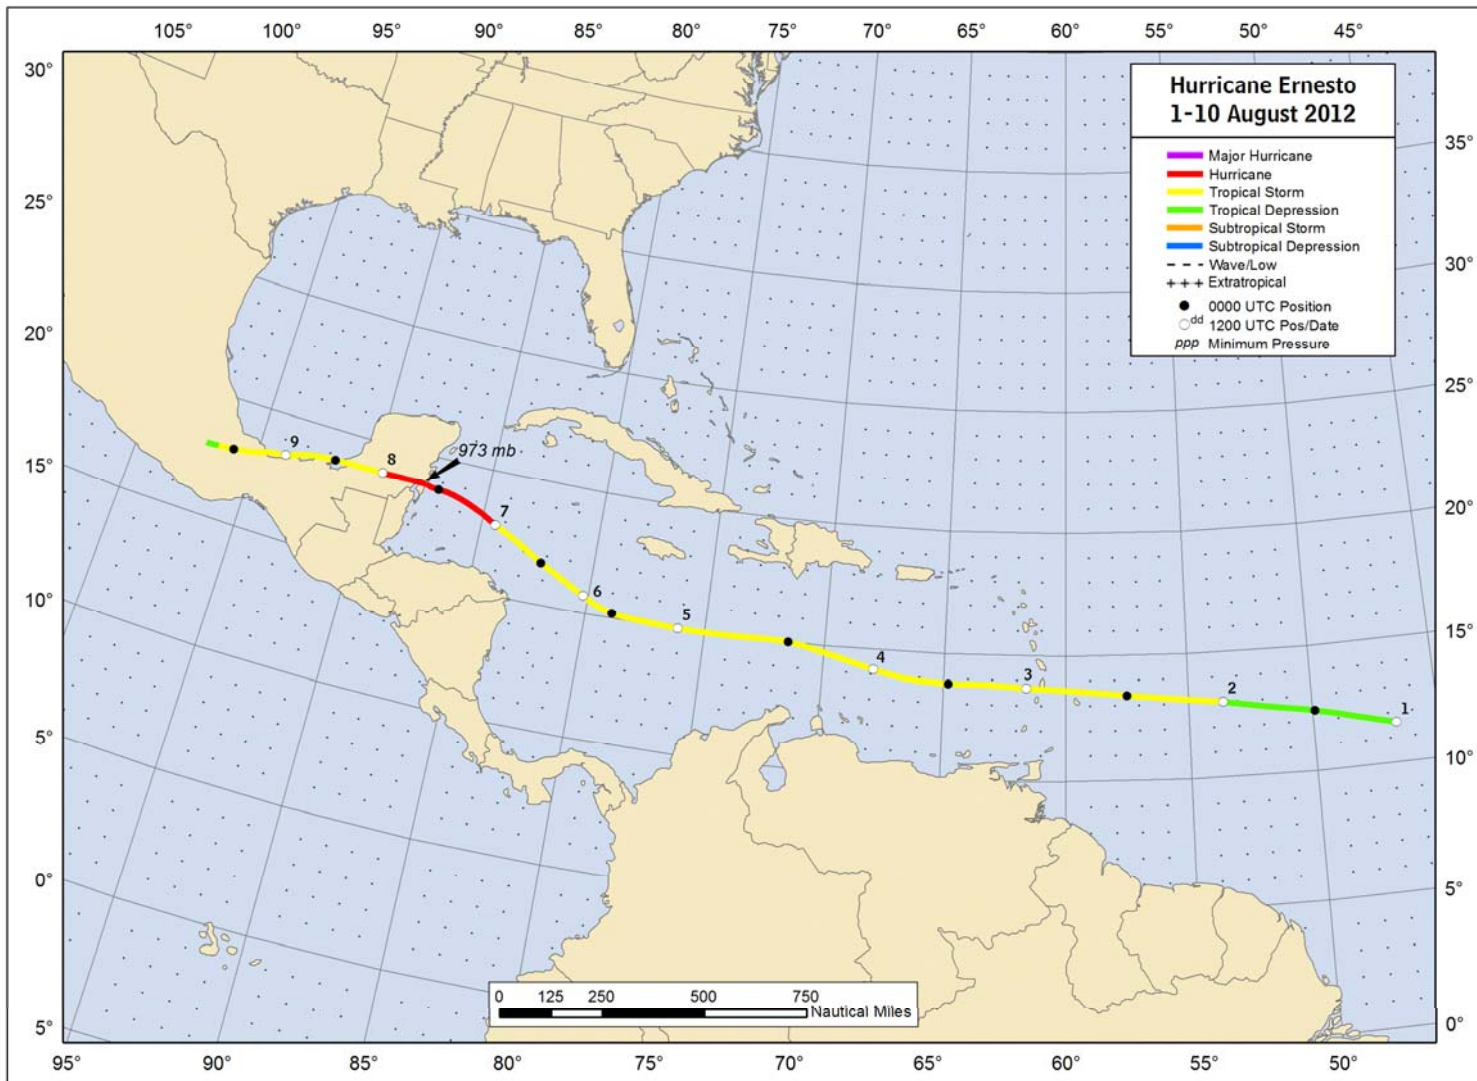 105° 100° 95° 90° 85° 80° 75° 70° 65° 60° 55° 50° 45°
30°
25°
20°
15°
10°
5°
0°
5°
Hurricane Ernesto
1-10 August 2012
Major Hurricane
Hurricane
Tropical Storm
Tropical Depression
Subtropical Storm
Subtropical Depression
Wave/Low
+++ Extratropical
0000 UTC Position
dd 1200 UTC Pos/Date
ppp Minimum Pressure
35°
30°
25°
20°
15°
10°
5°
0°
9
8
973 mb
7
6
5
4
3
2
1
0 125 250 500 750
Nautical Miles
95° 90° 85° 80° 75° 70° 65° 60° 55° 50°